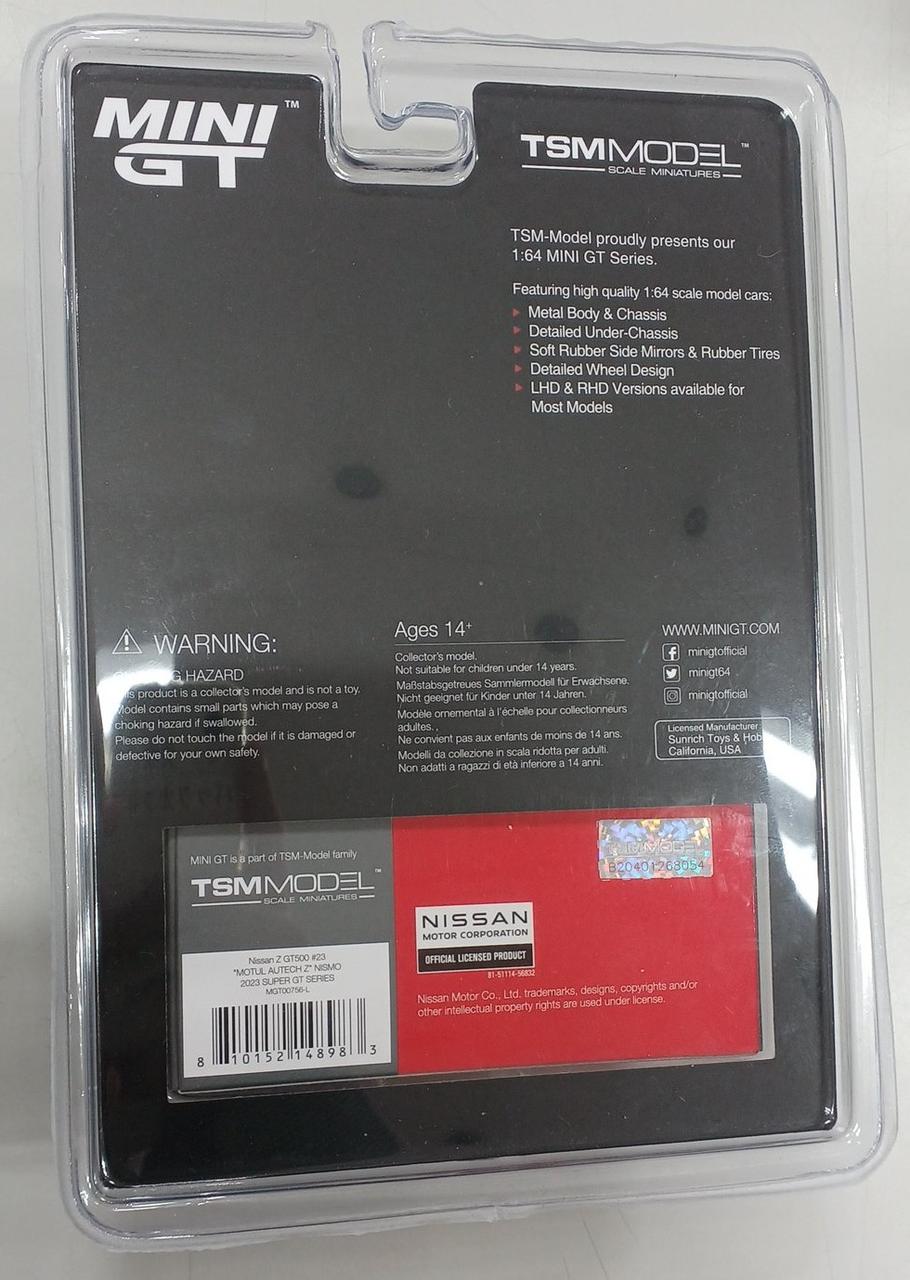 MINI GT™
TSMMODEL™
SCALE MINIATURES
TSM-Model proudly presents our
1:64 MINI GT Series.
Featuring high quality 1:64 scale model cars:
Metal Body & Chassis
Detailed Under-Chassis
Soft Rubber Side Mirrors & Rubber Tires
Detailed Wheel Design
LHD & RHD Versions available for
Most Models
WARNING:
HAZARD
This product is a collector's model and is not a toy.
Model contains small parts which may pose a
choking hazard if swallowed.
Please do not touch the model if it is damaged or
defective for your own safety.
Ages 14+
Collector's model.
Not suitable for children under 14 years.
Maßstabsgetreues Sammlermodell für Erwachsene.
Nicht geeignet für Kinder unter 14 Jahren.
Modèle ornemental à l'échelle pour collectionneurs
adultes.,
Ne convient pas aux enfants de moins de 14 ans.
Modelli da collezione in scala ridotta per adulti.
Non adatti a ragazzi di età inferiore a 14 anni.
WWW.MINIGT.COM
minigtofficial
minigt64
minigtofficial
Licensed Manufacturer
Sunrich Toys &
California, USA
MINI GT is a part of TSM-Model family
TSMMODEL™
SCALE MINIATURES
Nissan Z GT500 #23
"MOTUL AUTECH Z" NISMO
2023 SUPER GT SERIES
MGT00756-L
8 10152 14898 3
TSMMODEL
B20401268054
NISSAN
MOTOR CORPORATION
OFFICIAL LICENSED PRODUCT
81-51114-56832
Nissan Motor Co., Ltd. trademarks, designs, copyrights and/or
other intellectual property rights are used under license.